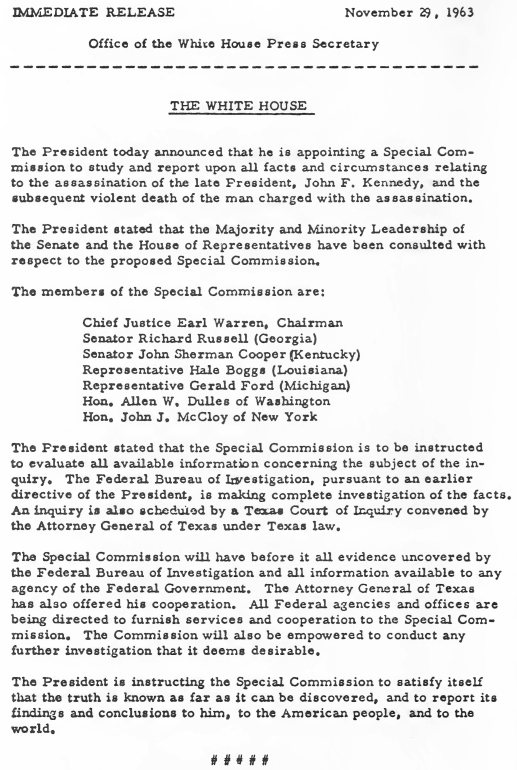 IMMEDIATE RELEASE November 29, 1963
Office of the White House Press Secretary
THE WHITE HOUSE
The President today announced that he is appointing a Special Com-
mission to study and report upon all facts and circumstances relating
to the assassination of the late President, John F. Kennedy, and the
subsequent violent death of the man charged with the assassination.
The President stated that the Majority and Minority Leadership of
the Senate and the House of Representatives have been consulted with
respect to the proposed Special Commission.
The members of the Special Commission are:
Chief Justice Earl Warren, Chairman
Senator Richard Russell (Georgia)
Senator John Sherman Cooper (Kentucky)
Representative Hale Boggs (Louisiana)
Representative Gerald Ford (Michigan)
Hon. Allen W. Dulles of Washington
Hon. John J. McCloy of New York
The President stated that the Special Commission is to be instructed
to evaluate all available information concerning the subject of the in-
quiry. The Federal Bureau of Investigation, pursuant to an earlier
directive of the President, is making complete investigation of the facts.
An inquiry is also scheduled by a Texas Court of Inquiry convened by
the Attorney General of Texas under Texas law.
The Special Commission will have before it all evidence uncovered by
the Federal Bureau of Investigation and all information available to any
agency of the Federal Government. The Attorney General of Texas
has also offered his cooperation. All Federal agencies and offices are
being directed to furnish services and cooperation to the Special Com-
mission. The Commission will also be empowered to conduct any
further investigation that it deems desirable.
The President is instructing the Special Commission to satisfy itself
that the truth is known as far as it can be discovered, and to report its
findings and conclusions to him, to the American people, and to the
world.
# # # # #